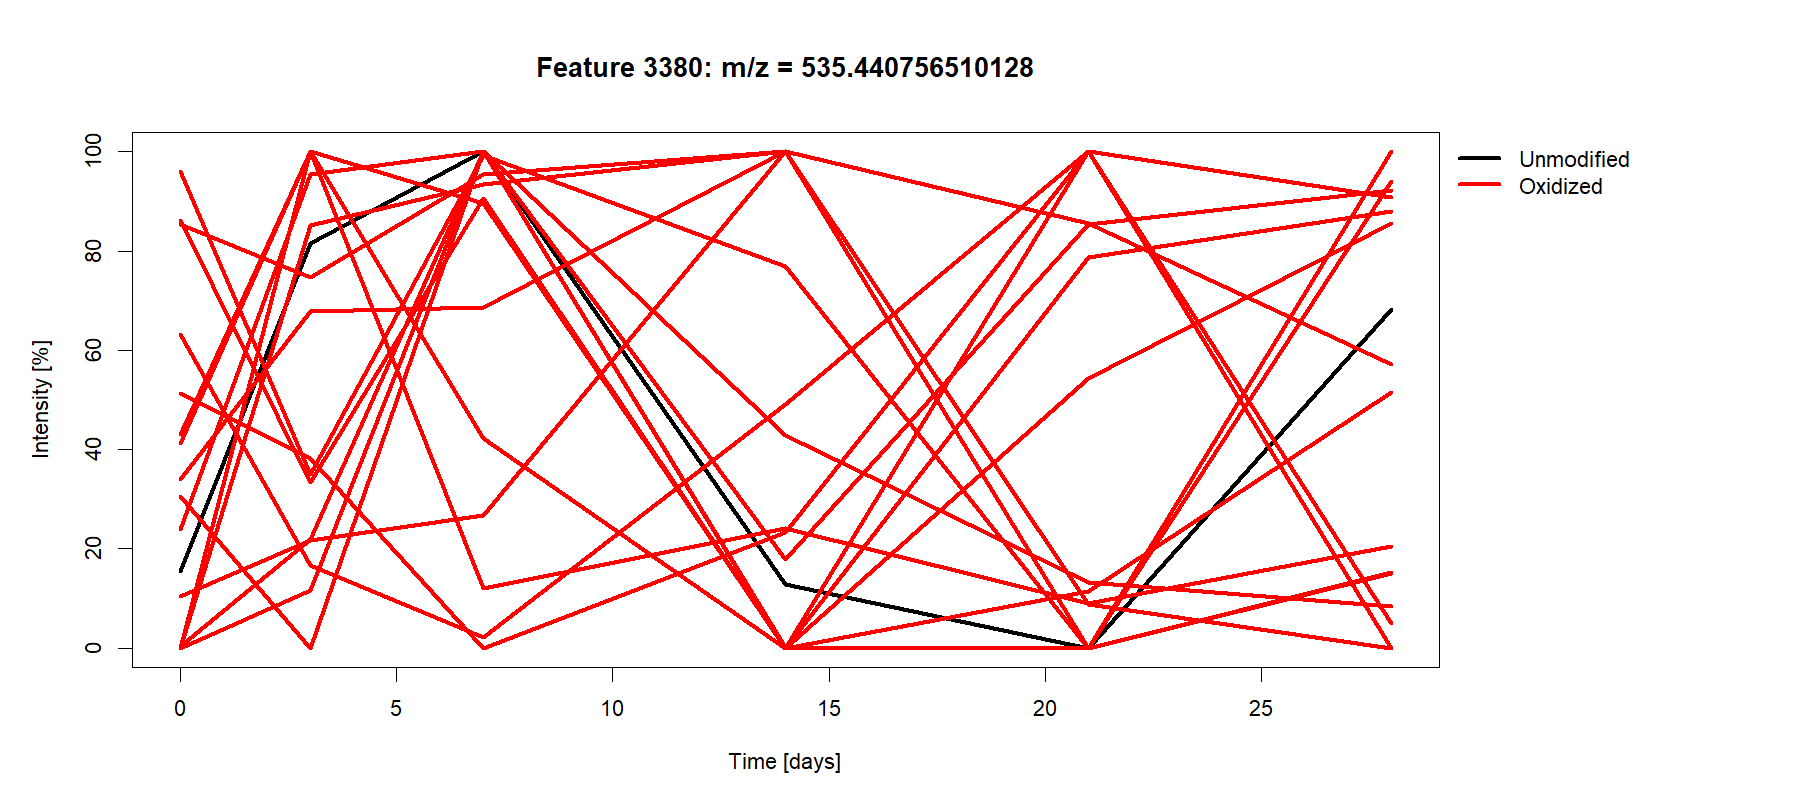 Feature 3380: m/z = 535.440756510128
Unmodified
Oxidized
Intensity [%]
100
80
60
40
20
0
0 5 10 15 20 25
Time [days]